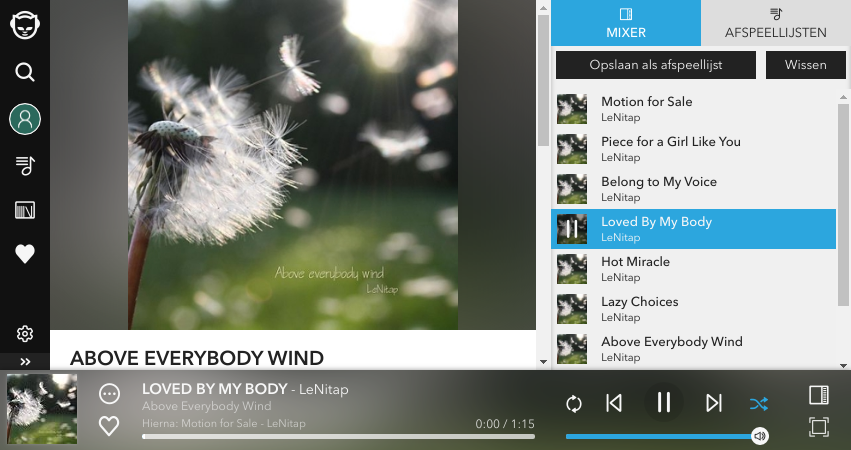 MIXER
AFSPEELLIJSTEN
Opslaan als afspeellijst
Wissen
Motion for Sale
LeNitap
Piece for a Girl Like You
LeNitap
Belong to My Voice
LeNitap
Loved By My Body
LeNitap
Hot Miracle
LeNitap
Lazy Choices
LeNitap
Above Everybody Wind
LeNitap
Above everybody wind
LeNitap
ABOVE EVERYBODY WIND
LOVED BY MY BODY - LeNitap
Above Everybody Wind
Hierna: Motion for Sale - LeNitap
0:00 / 1:15